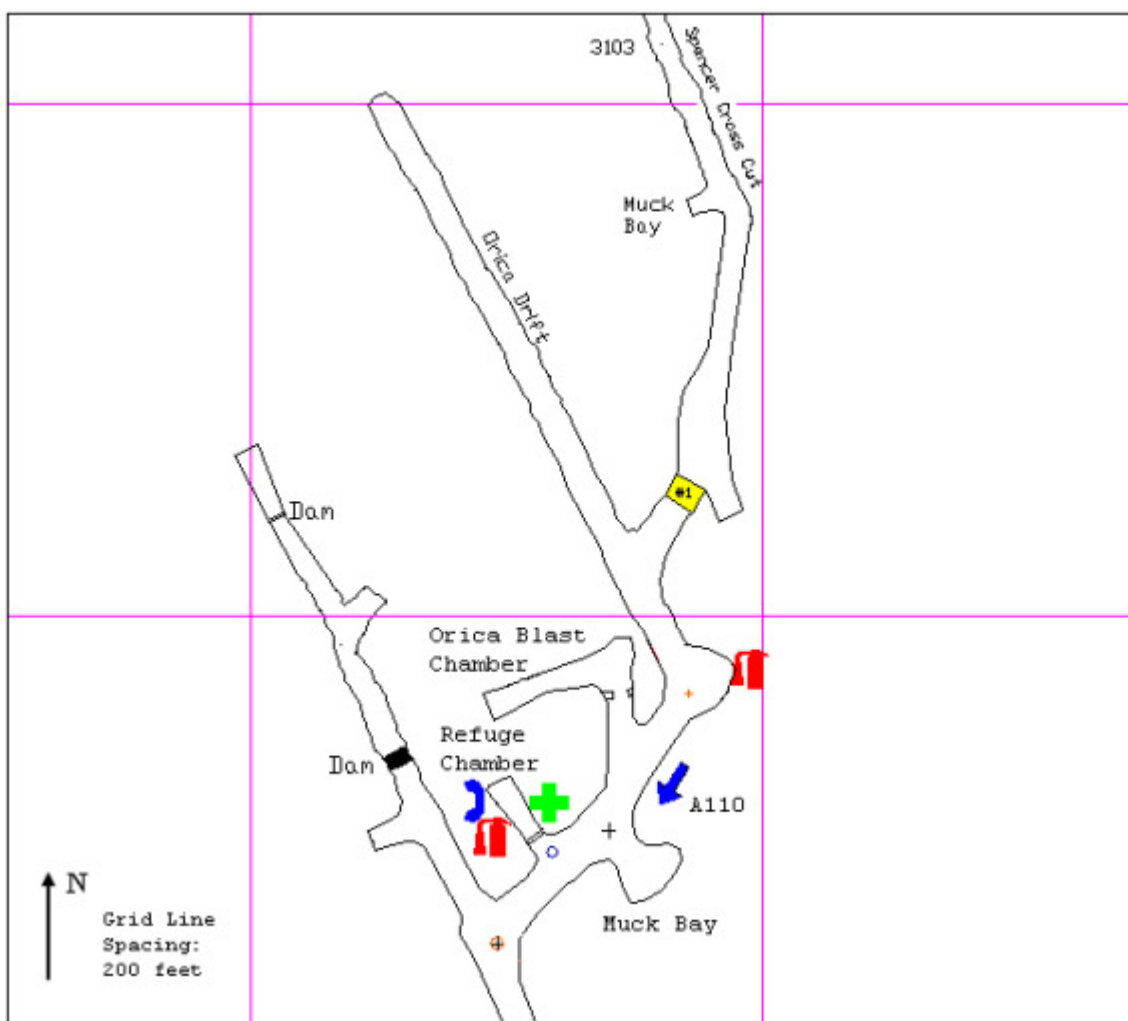 3103
Spencer Cross Cut
Muck
Bay
Orica Drift
#1
Dam
Orica Blast
Chamber
Refuge
Chamber
Dam
A110
N
Muck Bay
Grid Line
Spacing:
200 feet